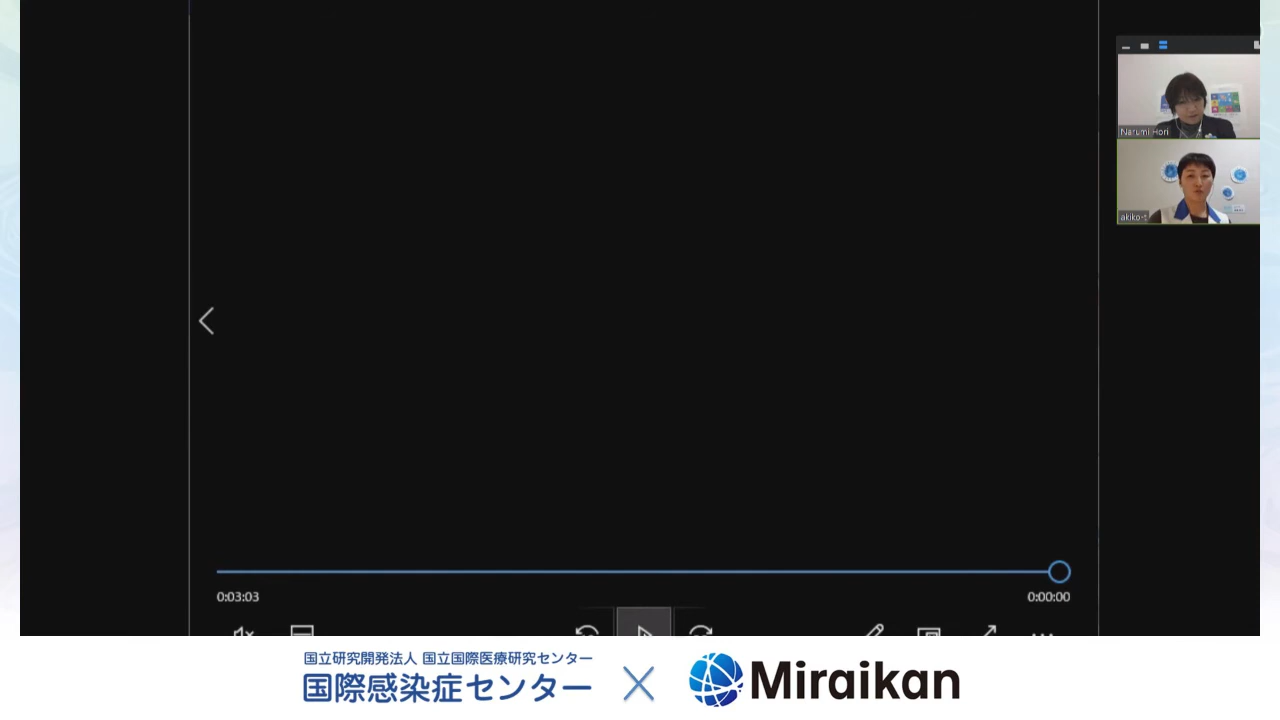 Narumi Hori
akiko-t
0:03:03
0:00:00
国立研究開発法人 国立国際医療研究センター
国際感染症センター
Miraikan